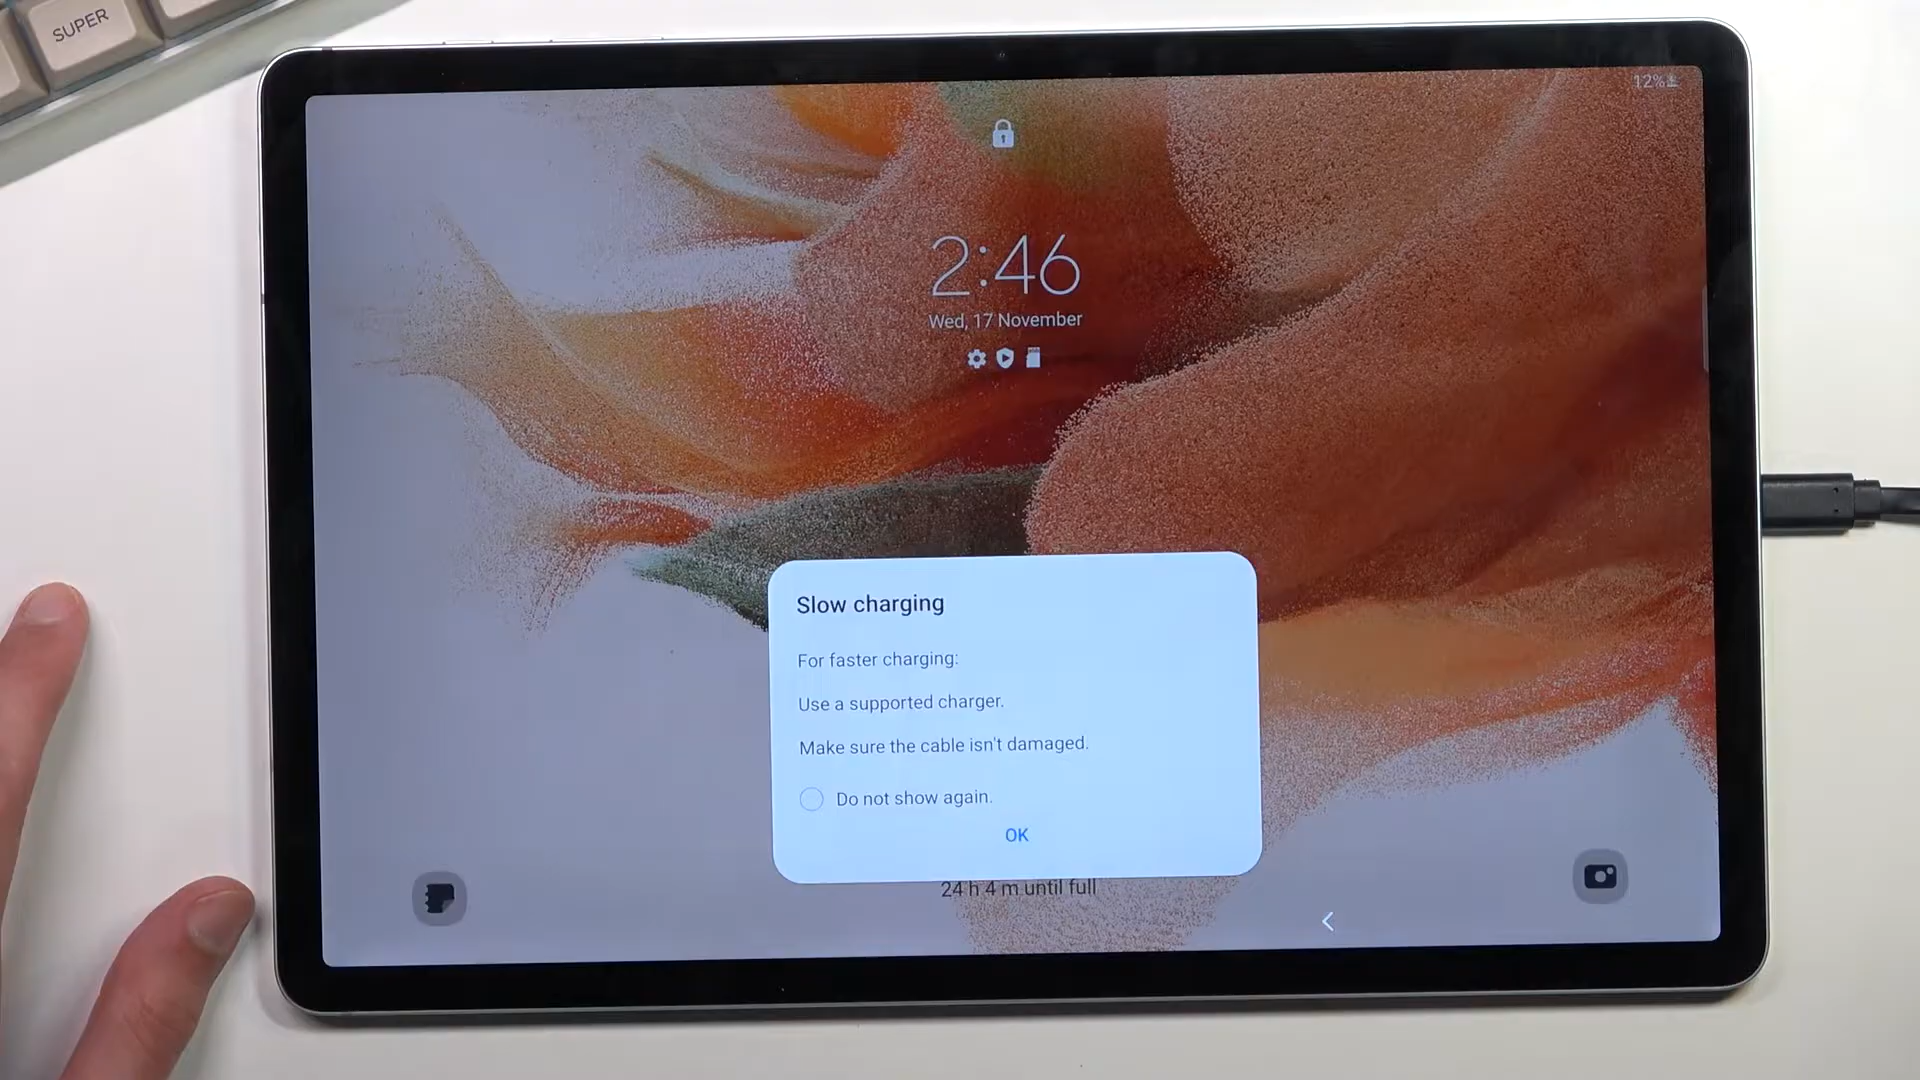 SUPER
12%
2:46
Wed, 17 November
Slow charging
For faster charging:
Use a supported charger.
Make sure the cable isn't damaged.
Do not show again.
OK
24 h 4 m until full